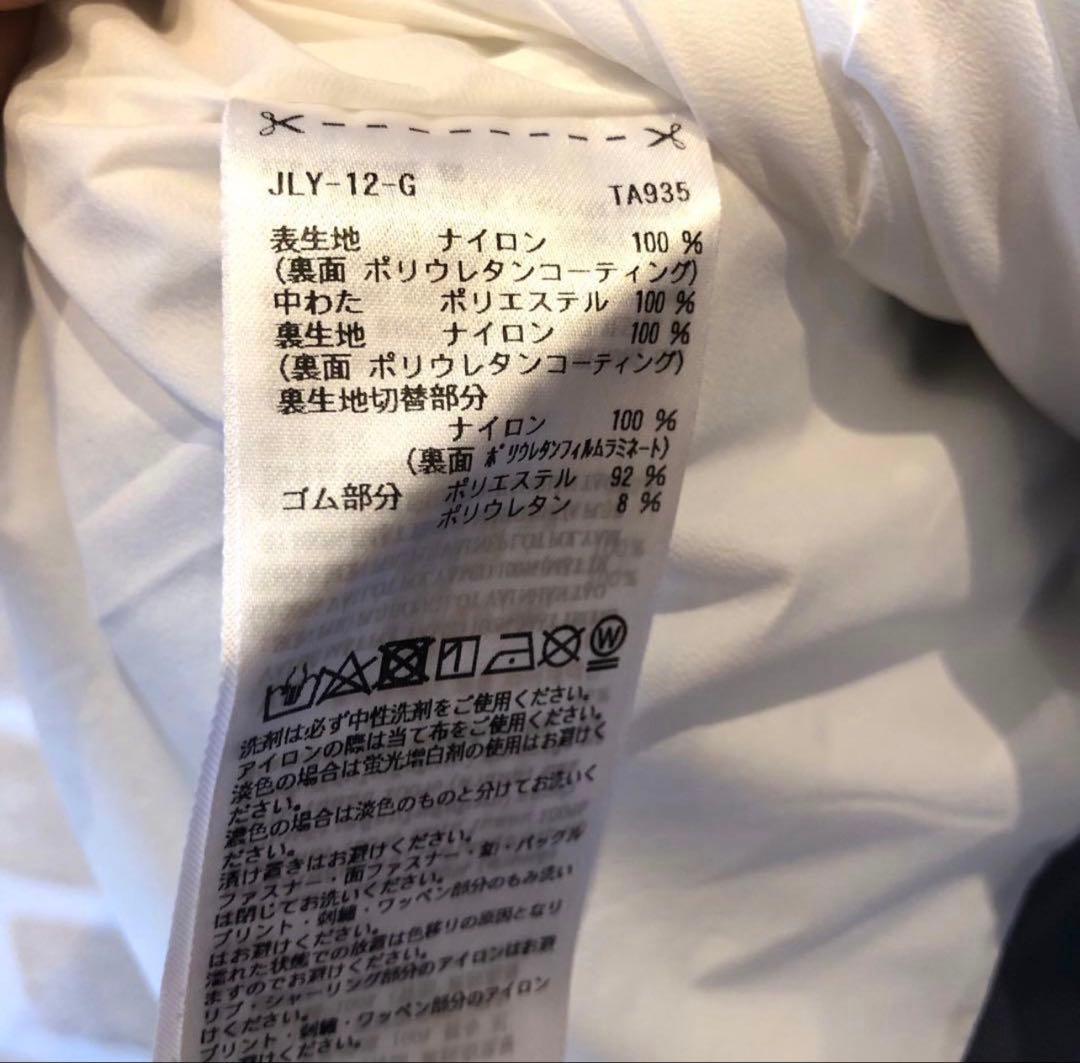 JLY-12-G TA935
表生地 ナイロン 100 %
(裏面 ポリウレタンコーティング)
中わた ポリエステル 100 %
裏生地 ナイロン 100 %
(裏面 ポリウレタンコーティング)
裏生地切替部分
ナイロン 100 %
(裏面 ﾎﾟﾘｳﾚﾀﾝﾌｨﾙﾑﾗﾐﾈｰﾄ)
ゴム部分 ポリエステル 92 %
ポリウレタン 8 %
W
洗剤は必ず中性洗剤をご使用ください。
アイロンの際は当て布をご使用ください。
淡色の場合は蛍光増白剤の使用はお避けく
ださい。
濃色の場合は淡色のものと分けてお洗いく
ださい。
漬け置きはお避けください。
ファスナー・面ファスナー・釦・バックル
は閉じてお洗いください。
プリント・刺繍・ワッペン部分のもみ洗い
はお避けください。
濡れた状態での放置は色移りの原因となり
ますのでお避けください。
リブ・シャーリング部分のアイロンはお避
けください。
プリント・刺繍・ワッペン部分のアイロン
避けください。